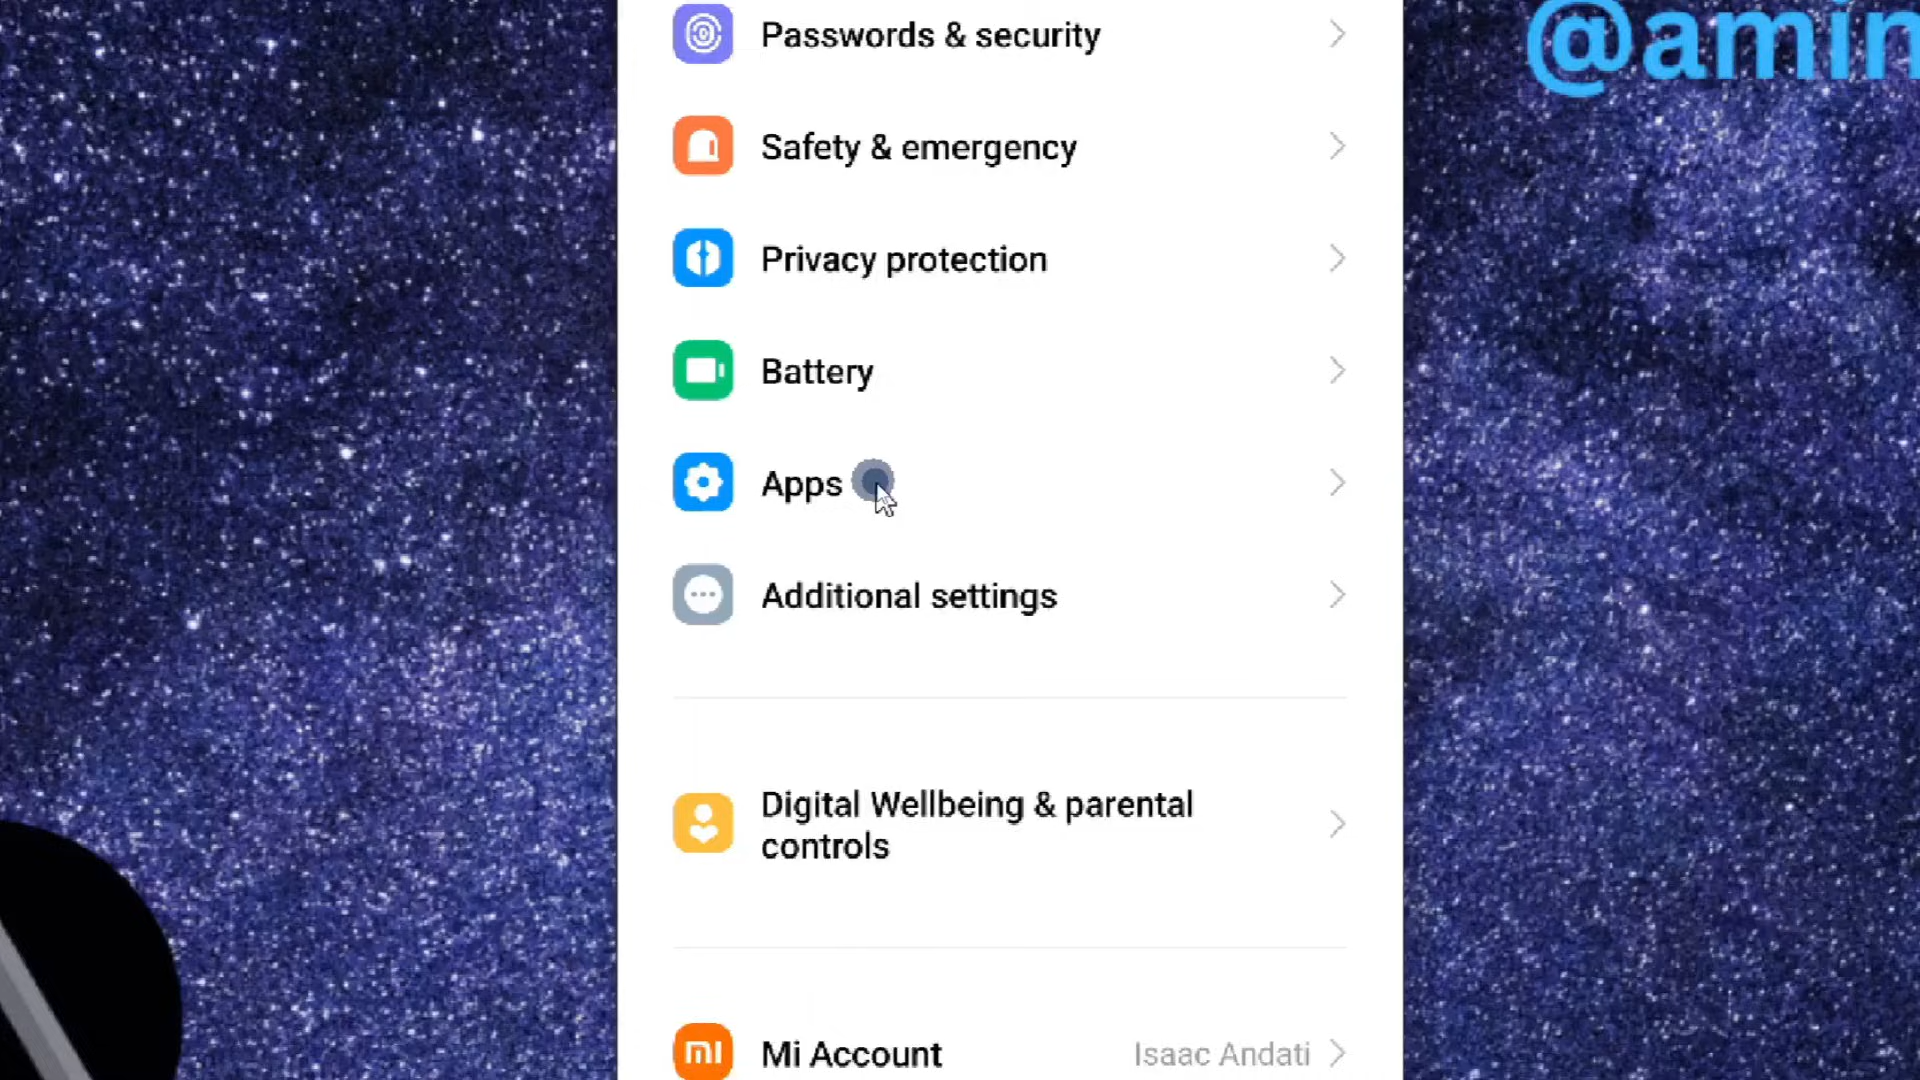 @amin
Passwords & security
Safety & emergency
Privacy protection
Battery
Apps
Additional settings
Digital Wellbeing & parental
controls
mi Mi Account Isaac Andati